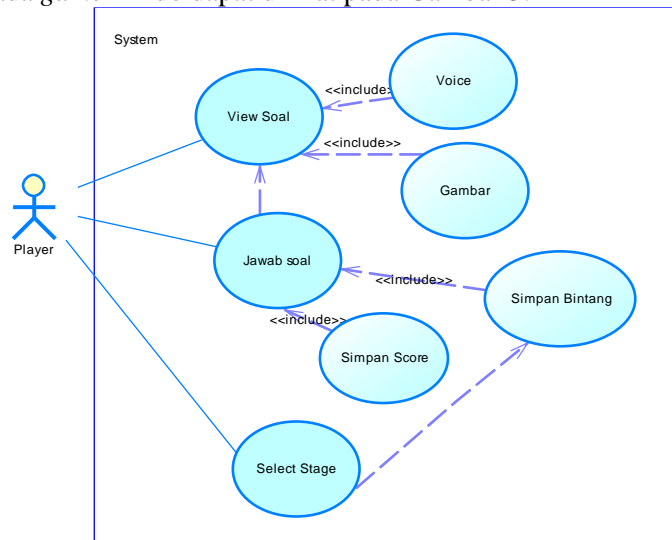 System
Voice
<<include>
View Soal
<<include>>
Gambar
Player
Jawab soal
<<include>>
Simpan Bintang
<<include>>
Simpan Score
Select Stage